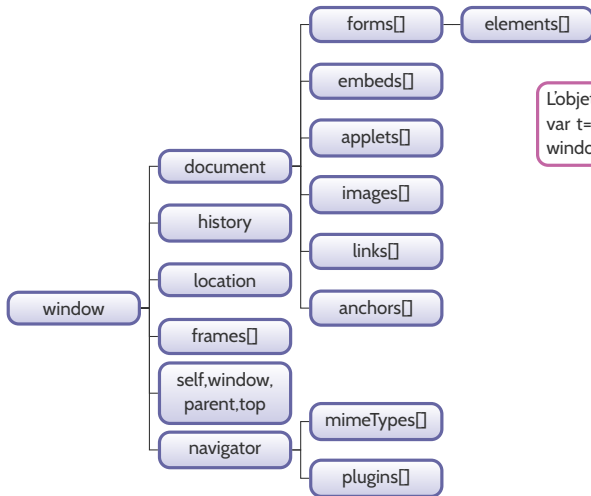 forms[]
elements[]
embeds[]
L'objet
var t=
windo
applets[]
document
images[]
history
links[]
location
anchors[]
window
frames[]
self,window,
parent,top
mimeTypes[]
navigator
plugins[]